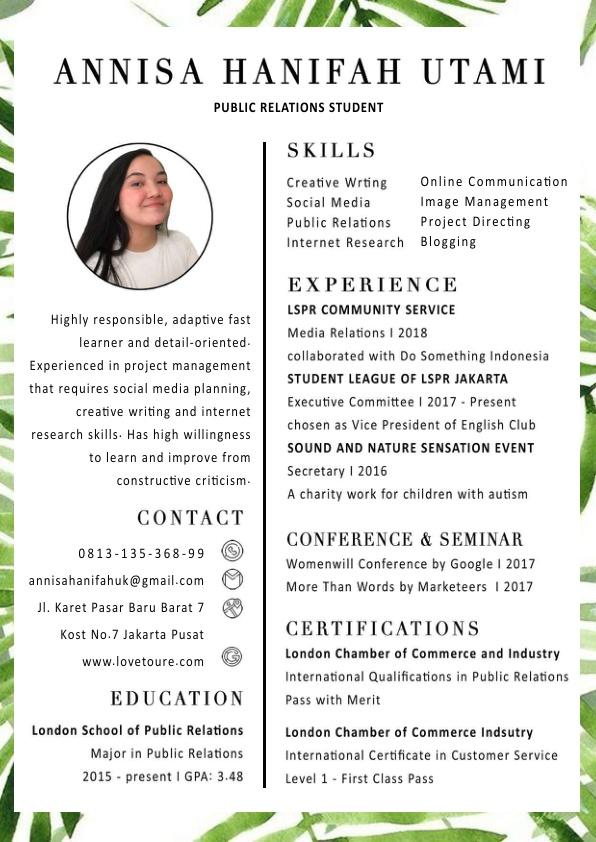 ANNISA HANIFAH UTAMI
PUBLIC RELATIONS STUDENT
Highly responsible, adaptive fast
learner and detail-oriented.
Experienced in project management
that requires social media planning,
creative writing and internet
research skills. Has high willingness
to learn and improve from
constructive criticism.
CONTACT
0813-135-368-99
annisahanifahuk@gmail.com
Jl. Karet Pasar Baru Barat 7
Kost No.7 Jakarta Pusat
www.lovetoure.com
EDUCATION
London School of Public Relations
Major in Public Relations
2015 - present I GPA: 3.48
SKILLS
Creative Wrting
Social Media
Public Relations
Internet Research
Online Communication
Image Management
Project Directing
Blogging
EXPERIENCE
LSPR COMMUNITY SERVICE
Media Relations I 2018
collaborated with Do Something Indonesia
STUDENT LEAGUE OF LSPR JAKARTA
Executive Committee I 2017 - Present
chosen as Vice President of English Club
SOUND AND NATURE SENSATION EVENT
Secretary I 2016
A charity work for children with autism
CONFERENCE & SEMINAR
Womenwill Conference by Google I 2017
More Than Words by Marketeers I 2017
CERTIFICATIONS
London Chamber of Commerce and Industry
International Qualifications in Public Relations
Pass with Merit
London Chamber of Commerce Indsutry
International Certificate in Customer Service
Level 1 - First Class Pass